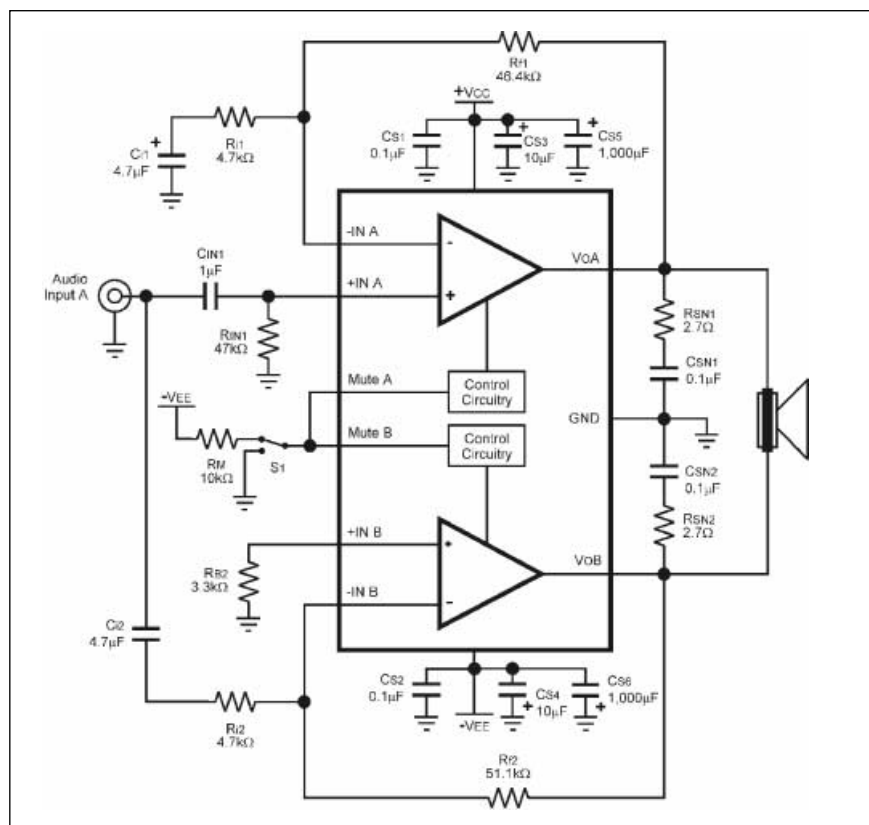 Rf1
46.4kΩ
+VCC
CS1
0.1µF
CS3
+
10µF
+
CS5
1,000µF
Ri1
4.7kΩ
+
Ci1
4.7µF
-IN A
-
VOA
CIN1
1µF
+IN A
+
Audio
Input A
RIN1
47kΩ
RSN1
2.7Ω
CSN1
0.1µF
Mute A
Control
Circuitry
-VEE
GND
Mute B
Control
Circuitry
RM
10kΩ
S1
CSN2
0.1µF
RSN2
2.7Ω
+IN B
+
VOB
RB2
3.3kΩ
-IN B
-
Ci2
4.7µF
CS2
0.1µF
CS4
+
10µF
CS6
+
1,000µF
-VEE
Ri2
4.7kΩ
Rf2
51.1kΩ